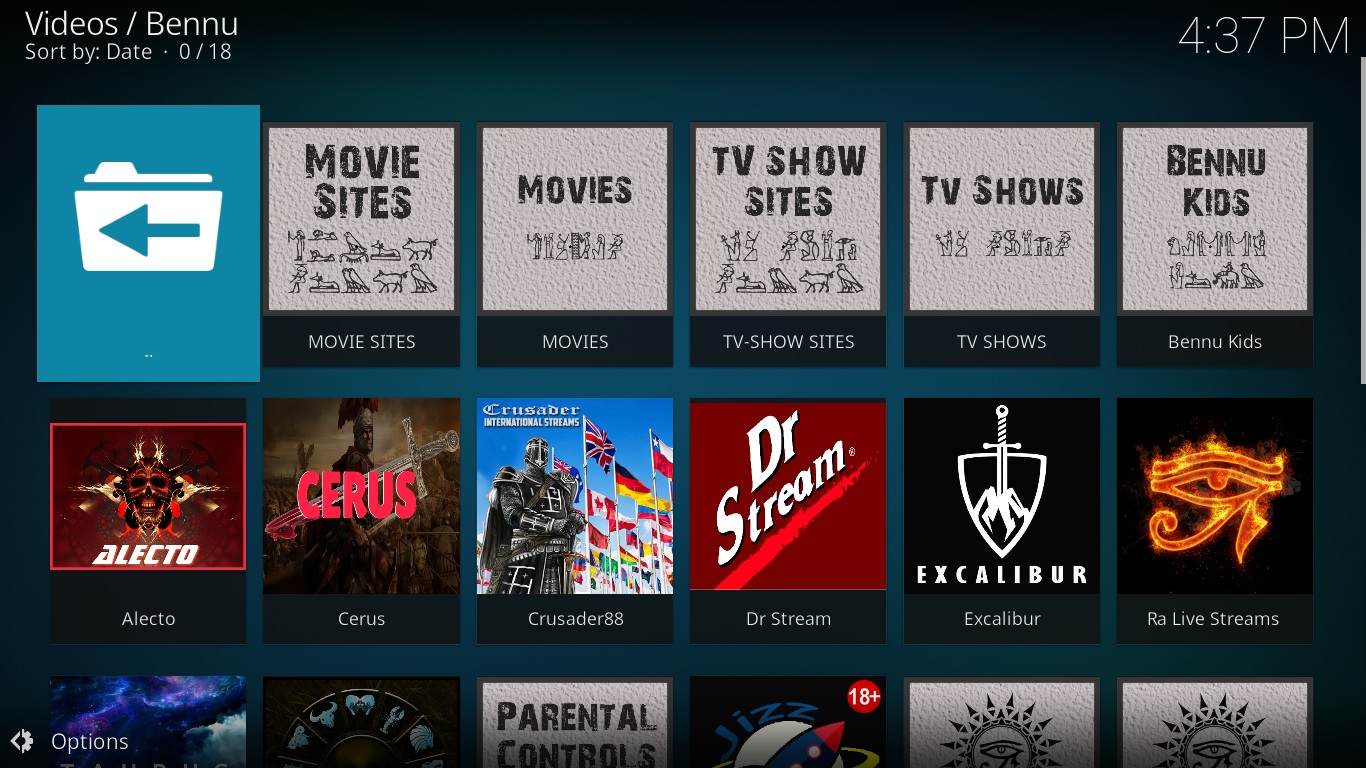 Videos / Bennu
Sort by: Date · 0 / 18
4:37 PM
..
MOVIE
SITES
MOVIE SITES
MOVIES
MOVIES
TV SHOW
SITES
TV-SHOW SITES
TV SHOWS
TV SHOWS
BENNU
KIDS
Bennu Kids
ALECTO
Alecto
CERUS
Cerus
Crusader
INTERNATIONAL STREAMS
Crusader88
Dr
Stream®
Dr Stream
EXCALIBUR
Excalibur
Ra Live Streams
TAURUS
PARENTAL
CONTROLS
Jizz
18+
Options